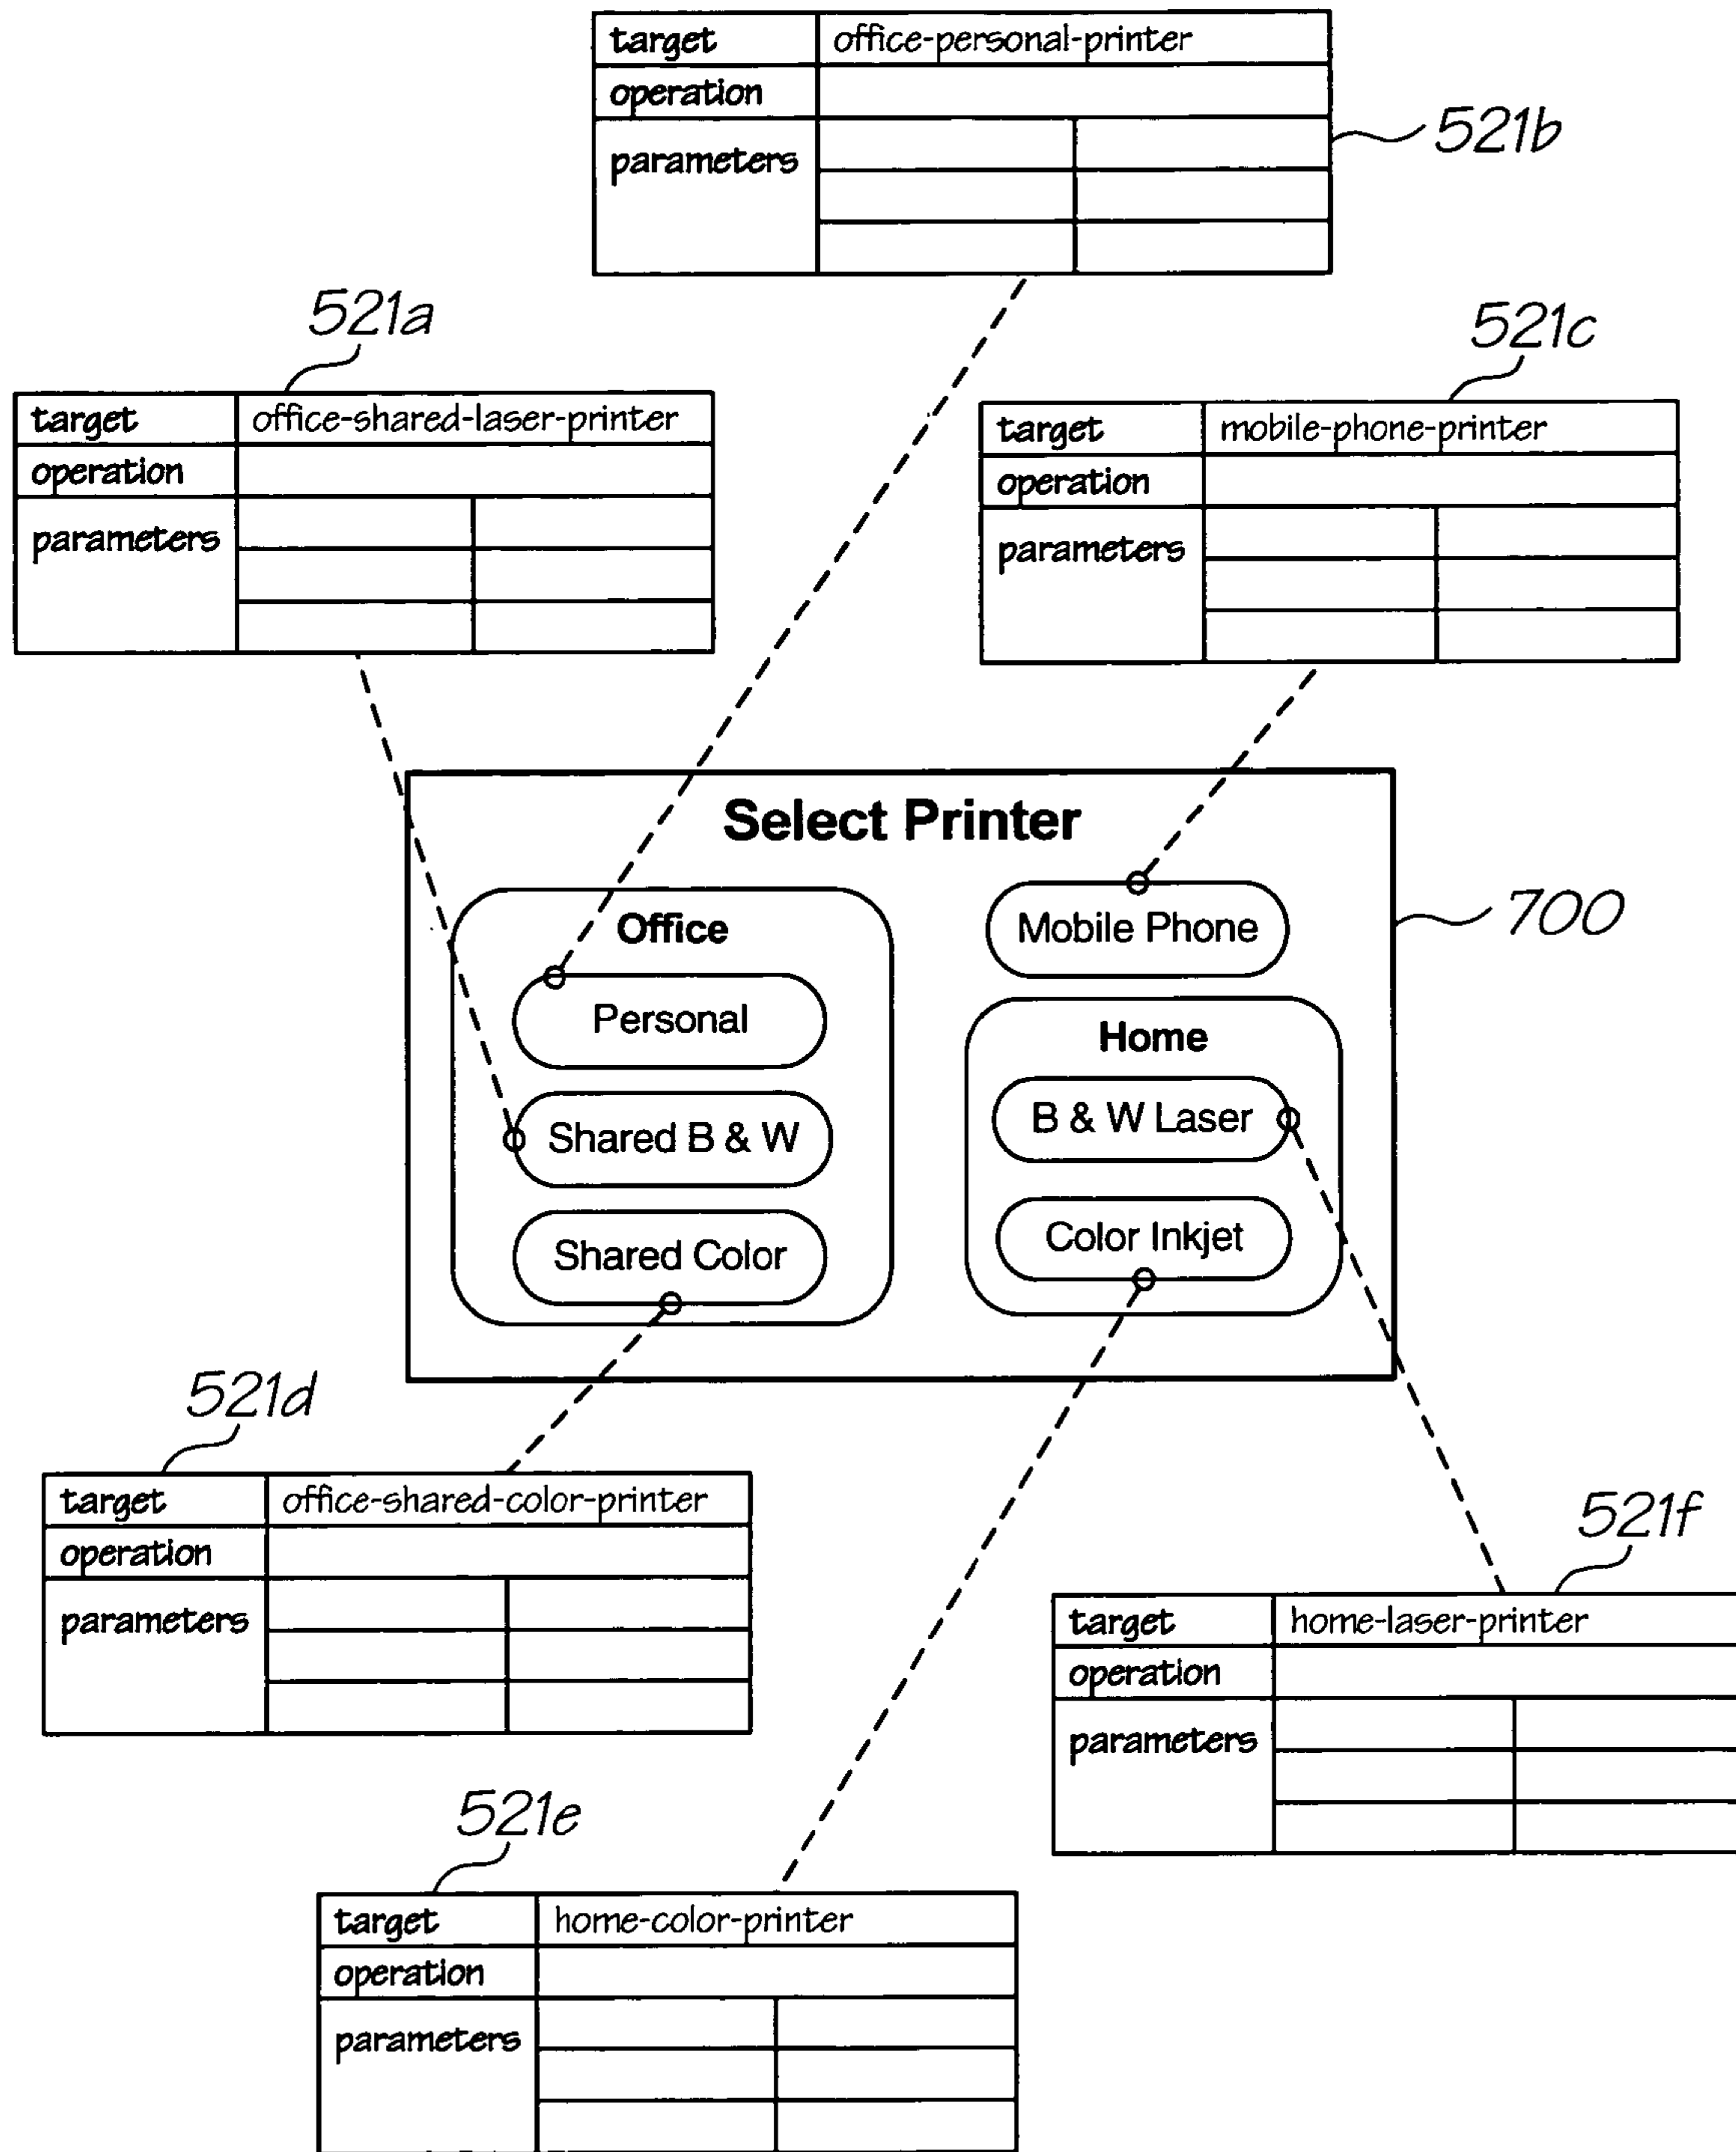 target office-personal-printer
operation
parameters
521b
521a
target office-shared-laser-printer
operation
parameters
521c
target mobile-phone-printer
operation
parameters
Select Printer
700
Office
Personal
Shared B & W
Shared Color
Mobile Phone
Home
B & W Laser
Color Inkjet
521d
target office-shared-color-printer
operation
parameters
521f
target home-laser-printer
operation
parameters
521e
target home-color-printer
operation
parameters